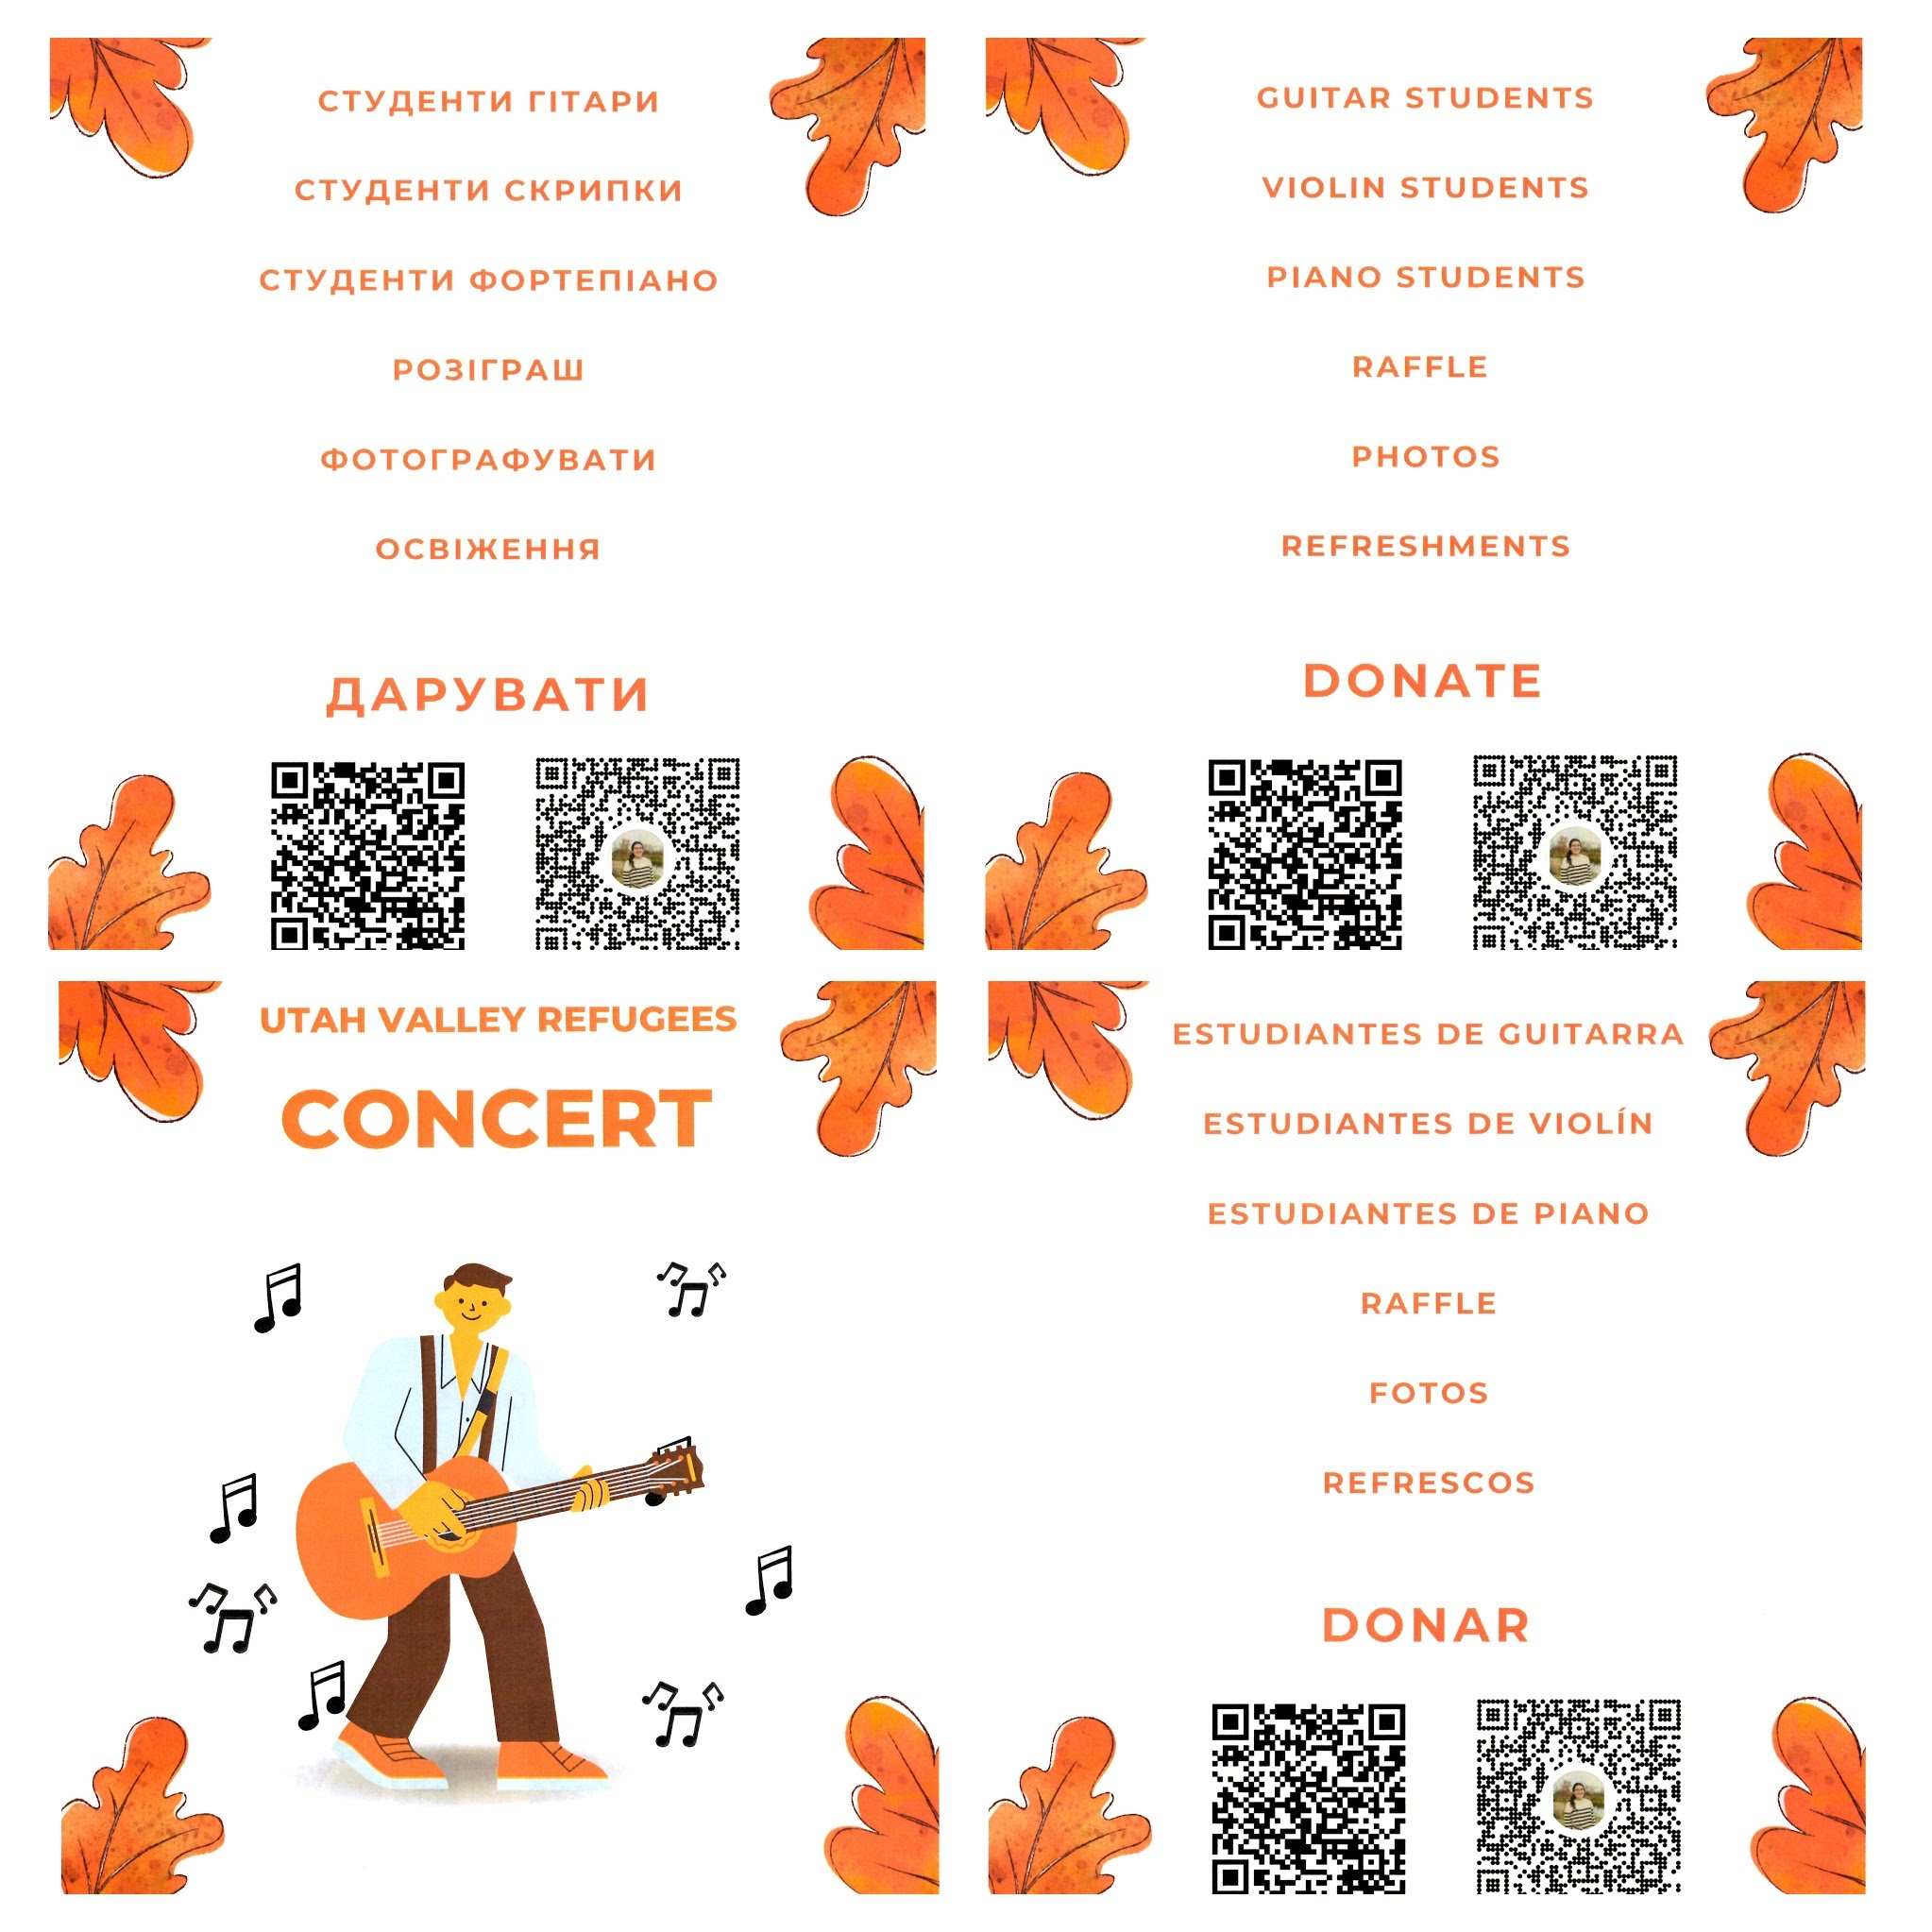 СТУДЕНТИ ГІТАРИ
СТУДЕНТИ СКРИПКИ
СТУДЕНТИ ФОРТЕПІАНО
РОЗІГРАШ
ФОТОГРАФУВАТИ
ОСВІЖЕННЯ
ДАРУВАТИ
GUITAR STUDENTS
VIOLIN STUDENTS
PIANO STUDENTS
RAFFLE
PHOTOS
REFRESHMENTS
DONATE
UTAH VALLEY REFUGEES
CONCERT
ESTUDIANTES DE GUITARRA
ESTUDIANTES DE VIOLÍN
ESTUDIANTES DE PIANO
RAFFLE
FOTOS
REFRESCOS
DONAR